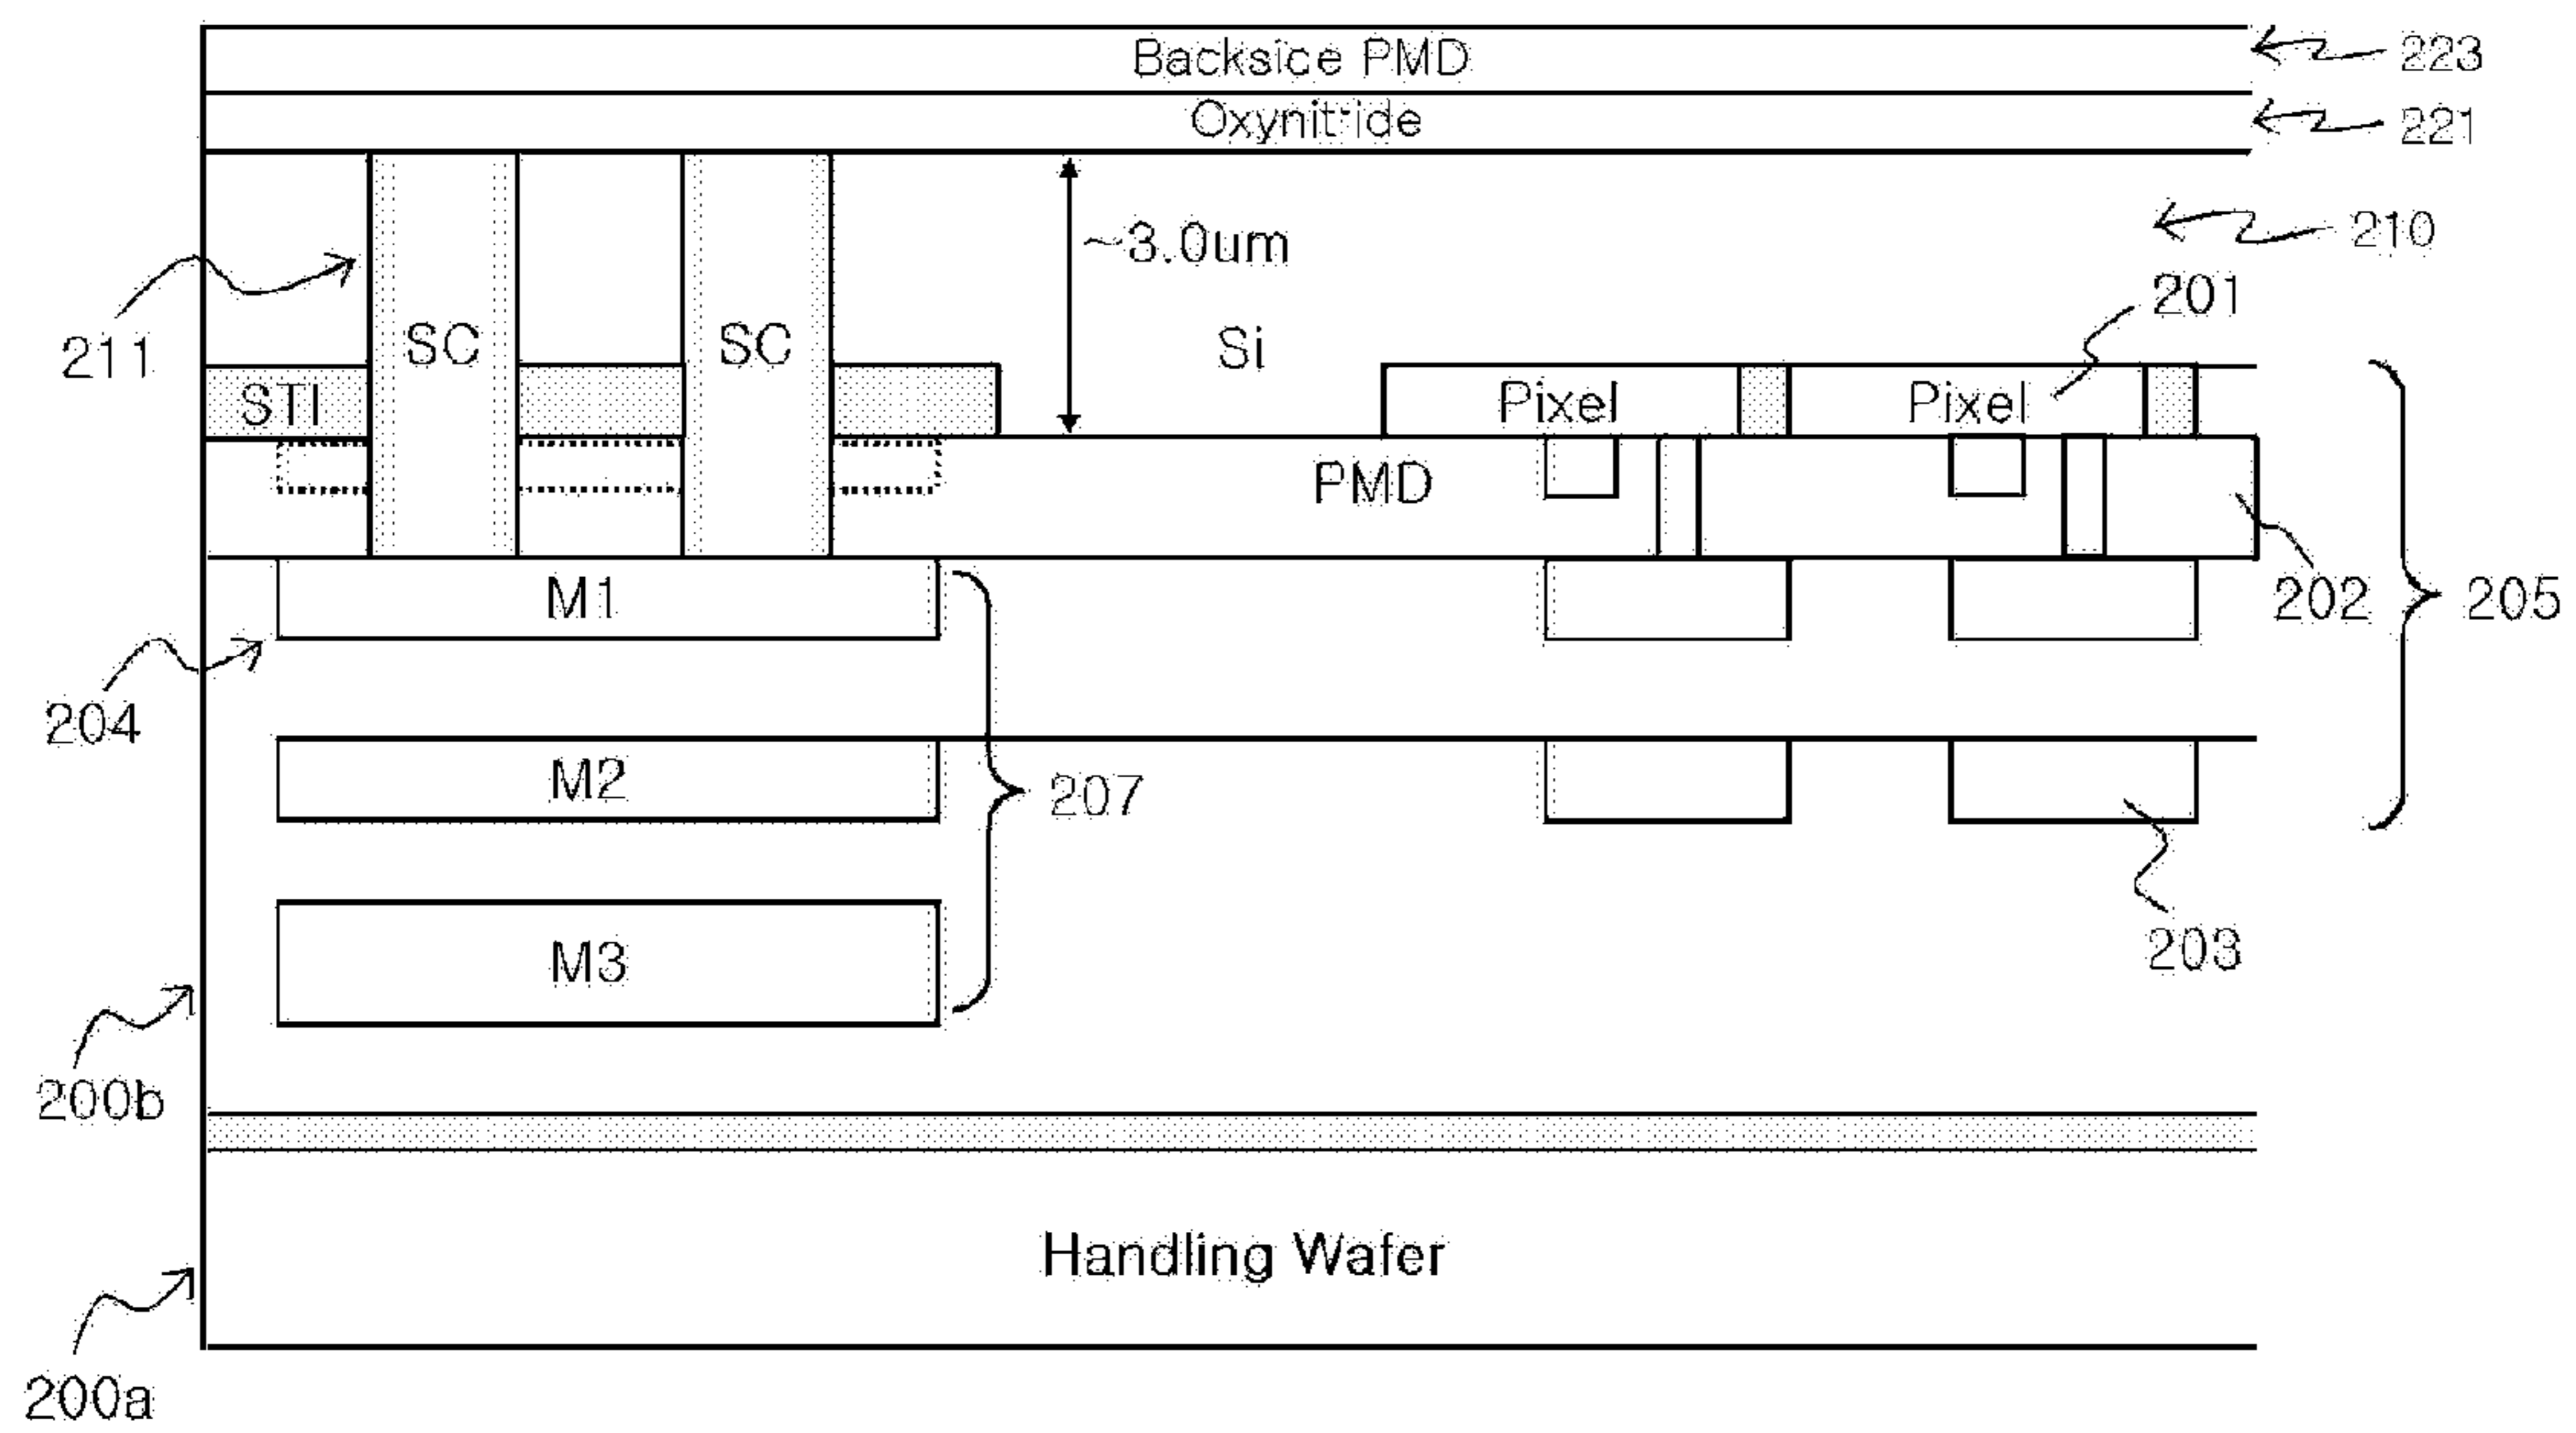 Backside PMD
223
Oxynitride
221
210
~3.0um
201
211
SC
SC
Si
STI
Pixel
Pixel
PMD
202
205
M1
204
M2
207
M3
203
200b
Handling Wafer
200a